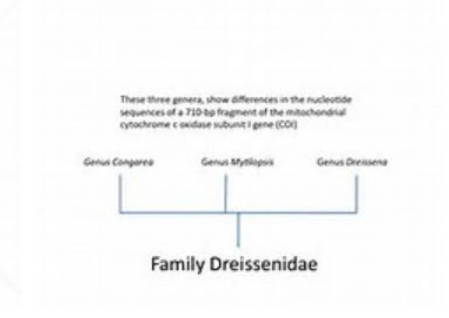 These three genera, show differences in the nucleotide
sequences of a 710-bp fragment of the mitochondrial
cytochrome c oxidase subunit I gene (COI)
Genus Congarea Genus Mytilopsis Genus Dreissena
Family Dreissenidae